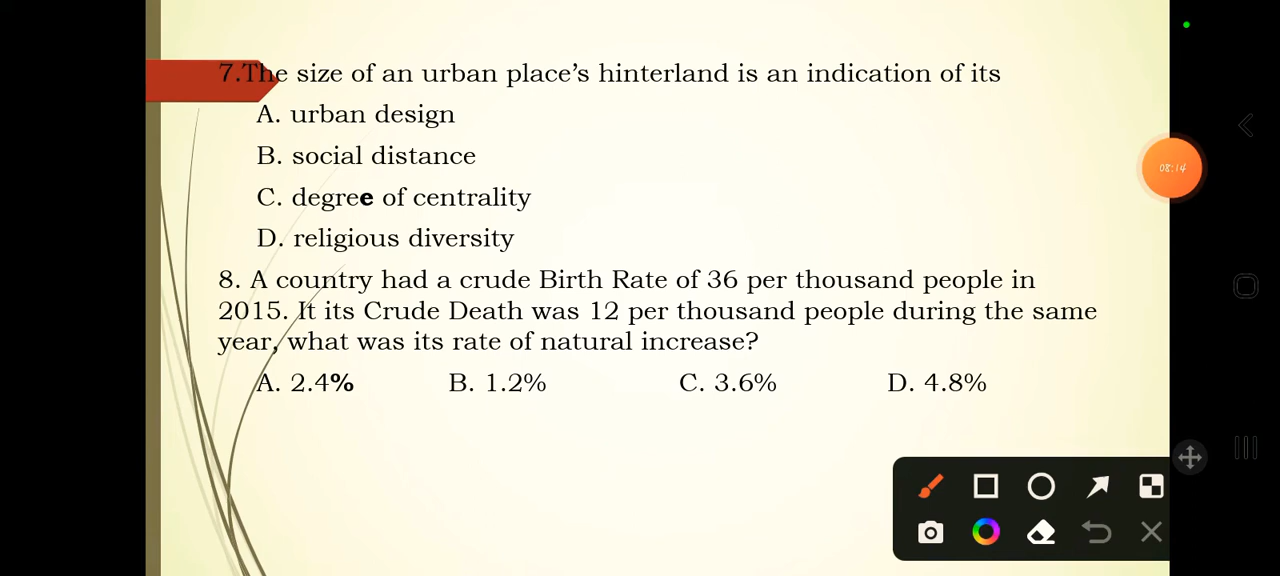 7.The size of an urban place's hinterland is an indication of its
A. urban design
B. social distance
C. degree of centrality
D. religious diversity
8. A country had a crude Birth Rate of 36 per thousand people in
2015. It its Crude Death was 12 per thousand people during the same
year, what was its rate of natural increase?
A. 2.4% B. 1.2% C. 3.6% D. 4.8%
08:14